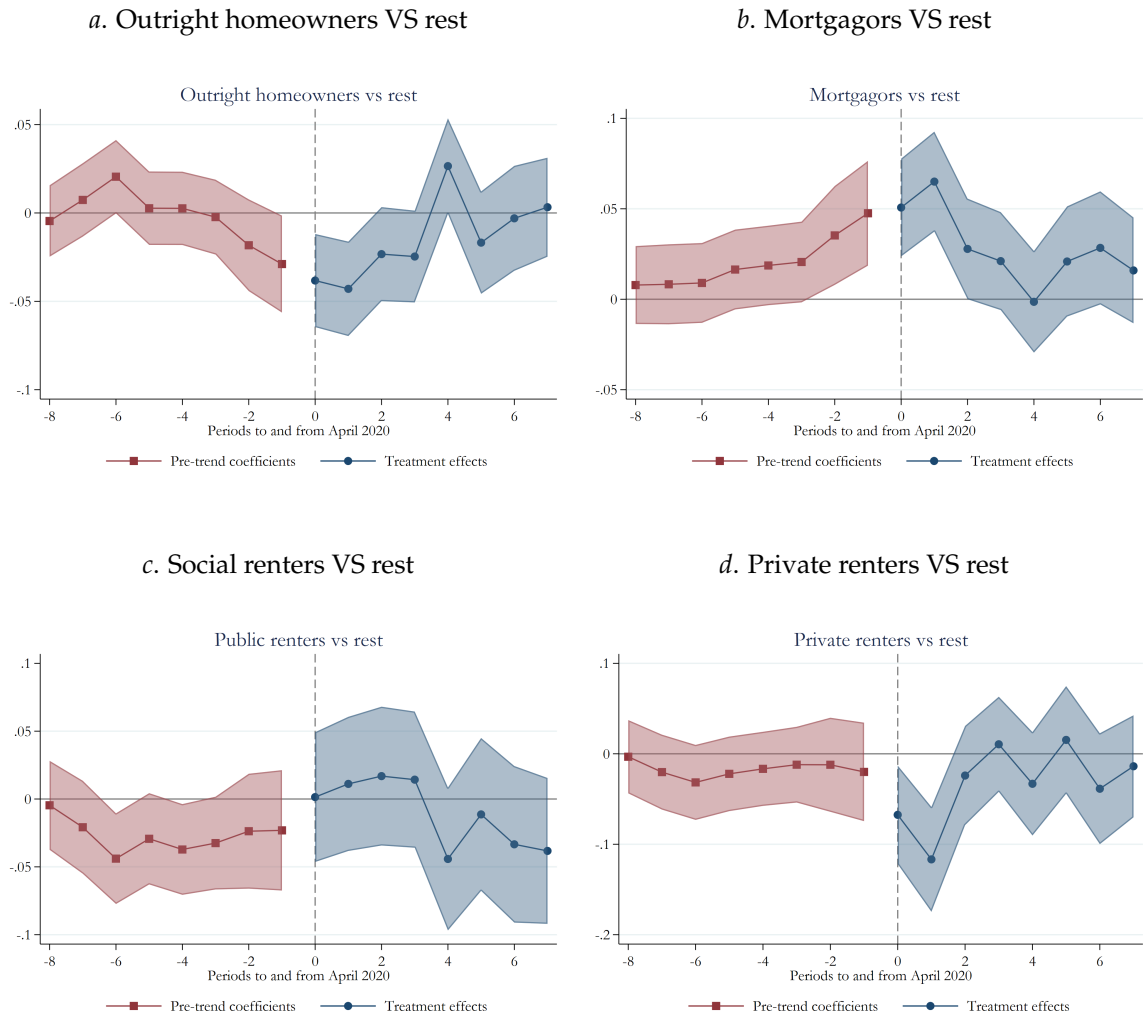 a. Outright homeowners VS rest
Outright homeowners vs rest
.05
0
-.05
-.1
-8 -6 -4 -2 0 2 4 6
Periods to and from April 2020
Pre-trend coefficients Treatment effects
b. Mortgagors VS rest
Mortgagors vs rest
.1
.05
0
-.05
-8 -6 -4 -2 0 2 4 6
Periods to and from April 2020
Pre-trend coefficients Treatment effects
c. Social renters VS rest
Public renters vs rest
.1
.05
0
-.05
-.1
-8 -6 -4 -2 0 2 4 6
Periods to and from April 2020
Pre-trend coefficients Treatment effects
d. Private renters VS rest
Private renters vs rest
.1
0
-.1
-.2
-8 -6 -4 -2 0 2 4 6
Periods to and from April 2020
Pre-trend coefficients Treatment effects